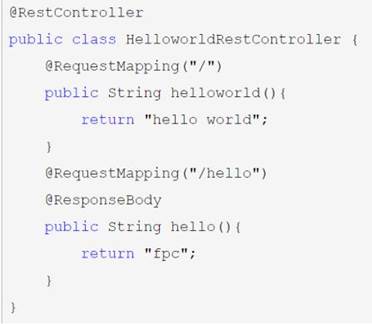 @RestController
public class HelloworldRestController {
    @RequestMapping("/")
    public String helloworld(){
        return "hello world";
    }
    @RequestMapping("/hello")
    @ResponseBody
    public String hello(){
        return "fpc";
    }
}